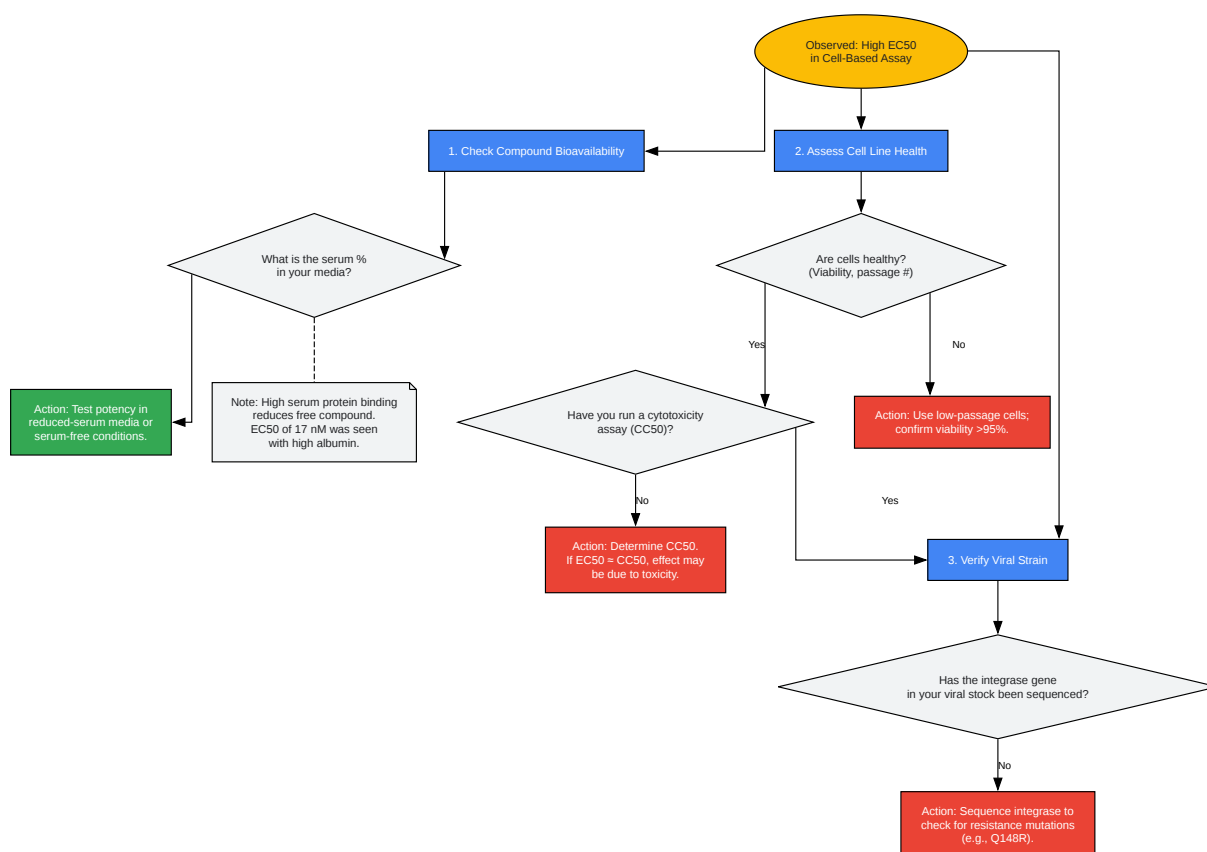 Observed: High EC50
in Cell-Based Assay
1. Check Compound Bioavailability
2. Assess Cell Line Health
What is the serum %
in your media?
Are cells healthy?
(Viability, passage #)
Yes
No
Action: Test potency in
reduced-serum media or
serum-free conditions.
Note: High serum protein binding
reduces free compound.
EC50 of 17 nM was seen
with high albumin.
Have you run a cytotoxicity
assay (CC50)?
Action: Use low-passage cells;
confirm viability >95%.
No
Yes
Action: Determine CC50.
If EC50 ≈ CC50, effect may
be due to toxicity.
3. Verify Viral Strain
Has the integrase gene
in your viral stock been sequenced?
No
Action: Sequence integrase to
check for resistance mutations
(e.g., Q148R).